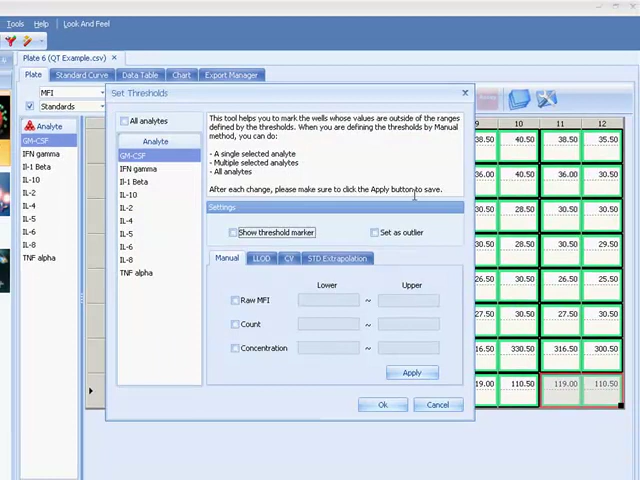 Tools Help Look And Feel
Plate 6 (QT Example.csv) ×
Plate Standard Curve Data Table Chart Export Manager
MFI
Standards
Analyte
GM-CSF
IFN gamma
Il-1 Beta
IL-10
IL-2
IL-4
IL-5
IL-6
IL-8
TNF alpha
Set Thresholds
All analytes
Analyte
GM-CSF
IFN gamma
Il-1 Beta
IL-10
IL-2
IL-4
IL-5
IL-6
IL-8
TNF alpha
This tool helps you to mark the wells whose values are outside of the ranges
defined by the thresholds. When you are defining the thresholds by Manual
method, you can do:
- A single selected analyte
- Multiple selected analytes
- All analytes
After each change, please make sure to click the Apply button to save.
Settings
Show threshold marker Set as outlier
Manual LLOD CV STD Extrapolation
Lower Upper
Raw MFI ~
Count ~
Concentration ~
Apply
Ok Cancel
9 10 11 12
.50 40.50 38.50 35.50
.50 36.00 30.00 30.50
.50 28.50 30.50 30.50
.50 30.50 30.50 29.50
.50 26.50 25.50 30.50
.50 27.50 27.50 30.50
.50 330.50 316.50 300.50
19.00 110.50 119.00 110.50